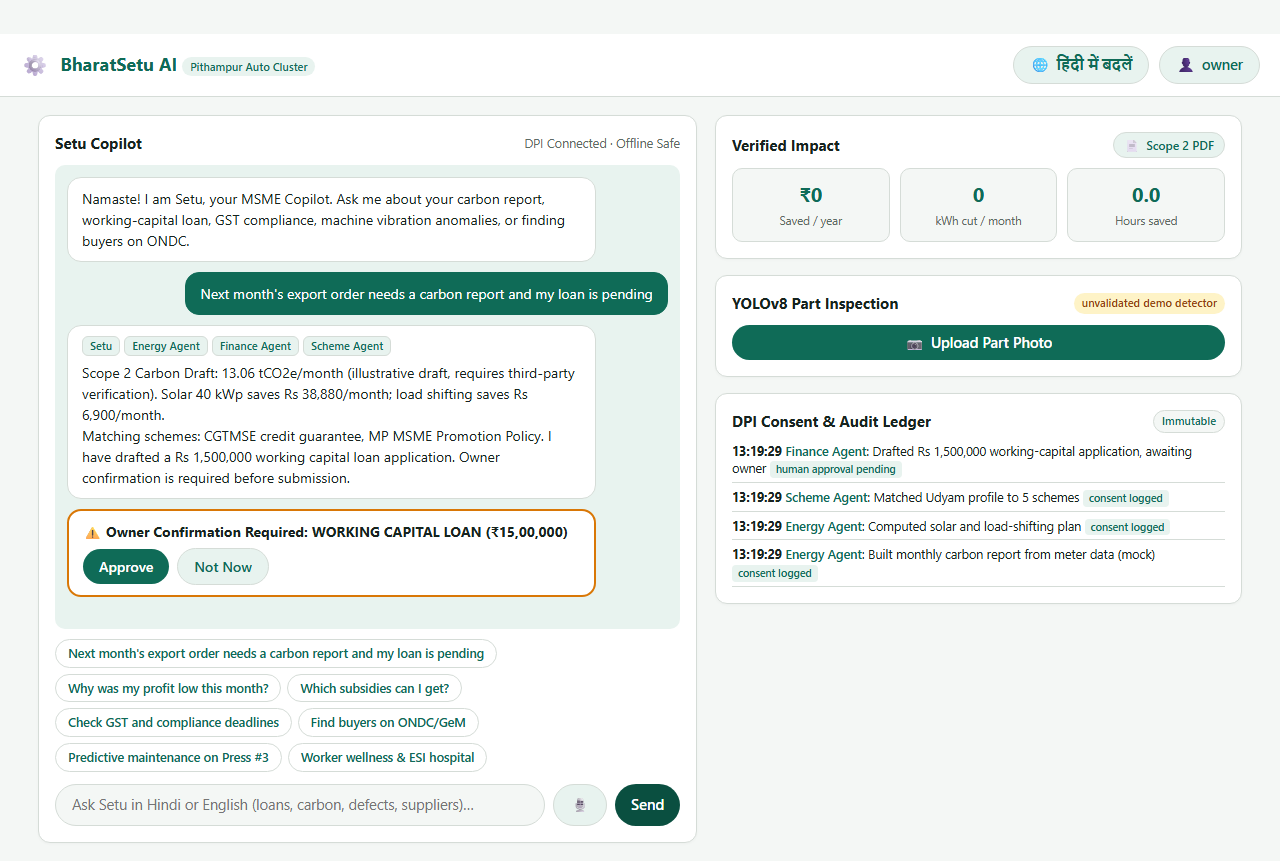 BharatSetu AI
Pithampur Auto Cluster
हिंदी में बदलें
owner
Setu Copilot
DPI Connected · Offline Safe
Namaste! I am Setu, your MSME Copilot. Ask me about your carbon report,
working-capital loan, GST compliance, machine vibration anomalies, or finding
buyers on ONDC.
Next month's export order needs a carbon report and my loan is pending
Setu
Energy Agent
Finance Agent
Scheme Agent
Scope 2 Carbon Draft: 13.06 tCO2e/month (illustrative draft, requires third-party
verification). Solar 40 kWp saves Rs 38,880/month; load shifting saves Rs
6,900/month.
Matching schemes: CGTMSE credit guarantee, MP MSME Promotion Policy. I
have drafted a Rs 1,500,000 working capital loan application. Owner
confirmation is required before submission.
Owner Confirmation Required: WORKING CAPITAL LOAN (₹15,00,000)
Approve
Not Now
Next month's export order needs a carbon report and my loan is pending
Why was my profit low this month?
Which subsidies can I get?
Check GST and compliance deadlines
Find buyers on ONDC/GeM
Predictive maintenance on Press #3
Worker wellness & ESI hospital
Ask Setu in Hindi or English (loans, carbon, defects, suppliers)...
Send
Verified Impact
Scope 2 PDF
₹0
Saved / year
0
kWh cut / month
0.0
Hours saved
YOLOv8 Part Inspection
unvalidated demo detector
Upload Part Photo
DPI Consent & Audit Ledger
Immutable
13:19:29 Finance Agent: Drafted Rs 1,500,000 working-capital application, awaiting
owner human approval pending
13:19:29 Scheme Agent: Matched Udyam profile to 5 schemes consent logged
13:19:29 Energy Agent: Computed solar and load-shifting plan consent logged
13:19:29 Energy Agent: Built monthly carbon report from meter data (mock)
consent logged